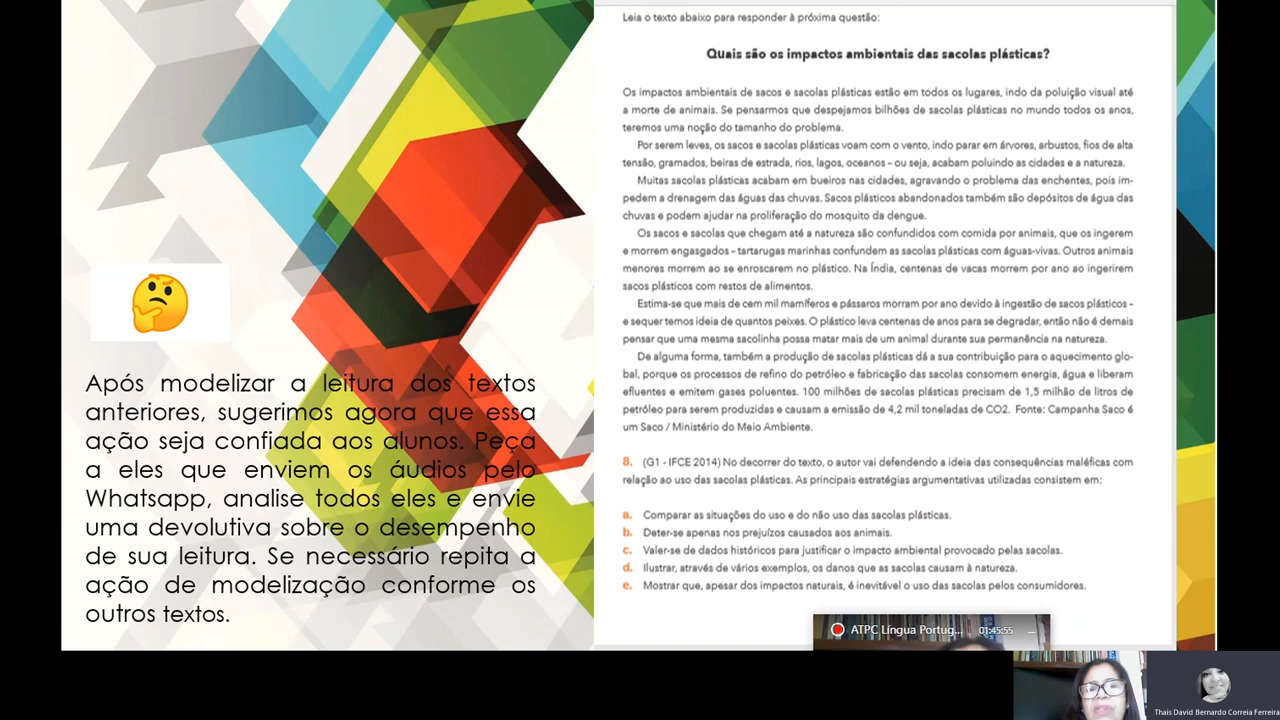 Após modelizar a leitura dos textos
anteriores, sugerimos agora que essa
ação seja confiada aos alunos. Peça
a eles que enviem os áudios pelo
Whatsapp, analise todos eles e envie
uma devolutiva sobre o desempenho
de sua leitura. Se necessário repita a
ação de modelização conforme os
outros textos.
Leia o texto abaixo para responder à próxima questão:
Quais são os impactos ambientais das sacolas plásticas?
Os impactos ambientais de sacos e sacolas plásticas estão em todos os lugares, indo da poluição visual até
a morte de animais. Se pensarmos que despejamos bilhões de sacolas plásticas no mundo todos os anos,
teremos uma noção do tamanho do problema.
Por serem leves, os sacos e sacolas plásticas voam com o vento, indo parar em árvores, arbustos, fios de alta
tensão, gramados, beiras de estrada, rios, lagos, oceanos – ou seja, acabam poluindo as cidades e a natureza.
Muitas sacolas plásticas acabam em bueiros nas cidades, agravando o problema das enchentes, pois im-
pedem a drenagem das águas das chuvas. Sacos plásticos abandonados também são depósitos de água das
chuvas e podem ajudar na proliferação do mosquito da dengue.
Os sacos e sacolas que chegam até a natureza são confundidos com comida por animais, que os ingerem
e morrem engasgados – tartarugas marinhas confundem as sacolas plásticas com águas-vivas. Outros animais
menores morrem ao se enroscarem no plástico. Na Índia, centenas de vacas morrem por ano ao ingerirem
sacos plásticos com restos de alimentos.
Estima-se que mais de cem mil mamíferos e pássaros morram por ano devido à ingestão de sacos plásticos –
e sequer temos ideia de quantos peixes. O plástico leva centenas de anos para se degradar, então não é demais
pensar que uma mesma sacolinha possa matar mais de um animal durante sua permanência na natureza.
De alguma forma, também a produção de sacolas plásticas dá a sua contribuição para o aquecimento glo-
bal, porque os processos de refino do petróleo e fabricação das sacolas consomem energia, água e liberam
efluentes e emitem gases poluentes. 100 milhões de sacolas plásticas precisam de 1,5 milhão de litros de
petróleo para serem produzidas e causam a emissão de 4,2 mil toneladas de CO2. Fonte: Campanha Saco é
um Saco / Ministério do Meio Ambiente.
8. (G1 - IFCE 2014) No decorrer do texto, o autor vai defendendo a ideia das consequências maléficas com
relação ao uso das sacolas plásticas. As principais estratégias argumentativas utilizadas consistem em:
a. Comparar as situações do uso e do não uso das sacolas plásticas.
b. Deter-se apenas nos prejuízos causados aos animais.
c. Valer-se de dados históricos para justificar o impacto ambiental provocado pelas sacolas.
d. Ilustrar, através de vários exemplos, os danos que as sacolas causam à natureza.
e. Mostrar que, apesar dos impactos naturais, é inevitável o uso das sacolas pelos consumidores.
ATPC Língua Portug... 01:45:55
Thais David Bernardo Correia Ferreira